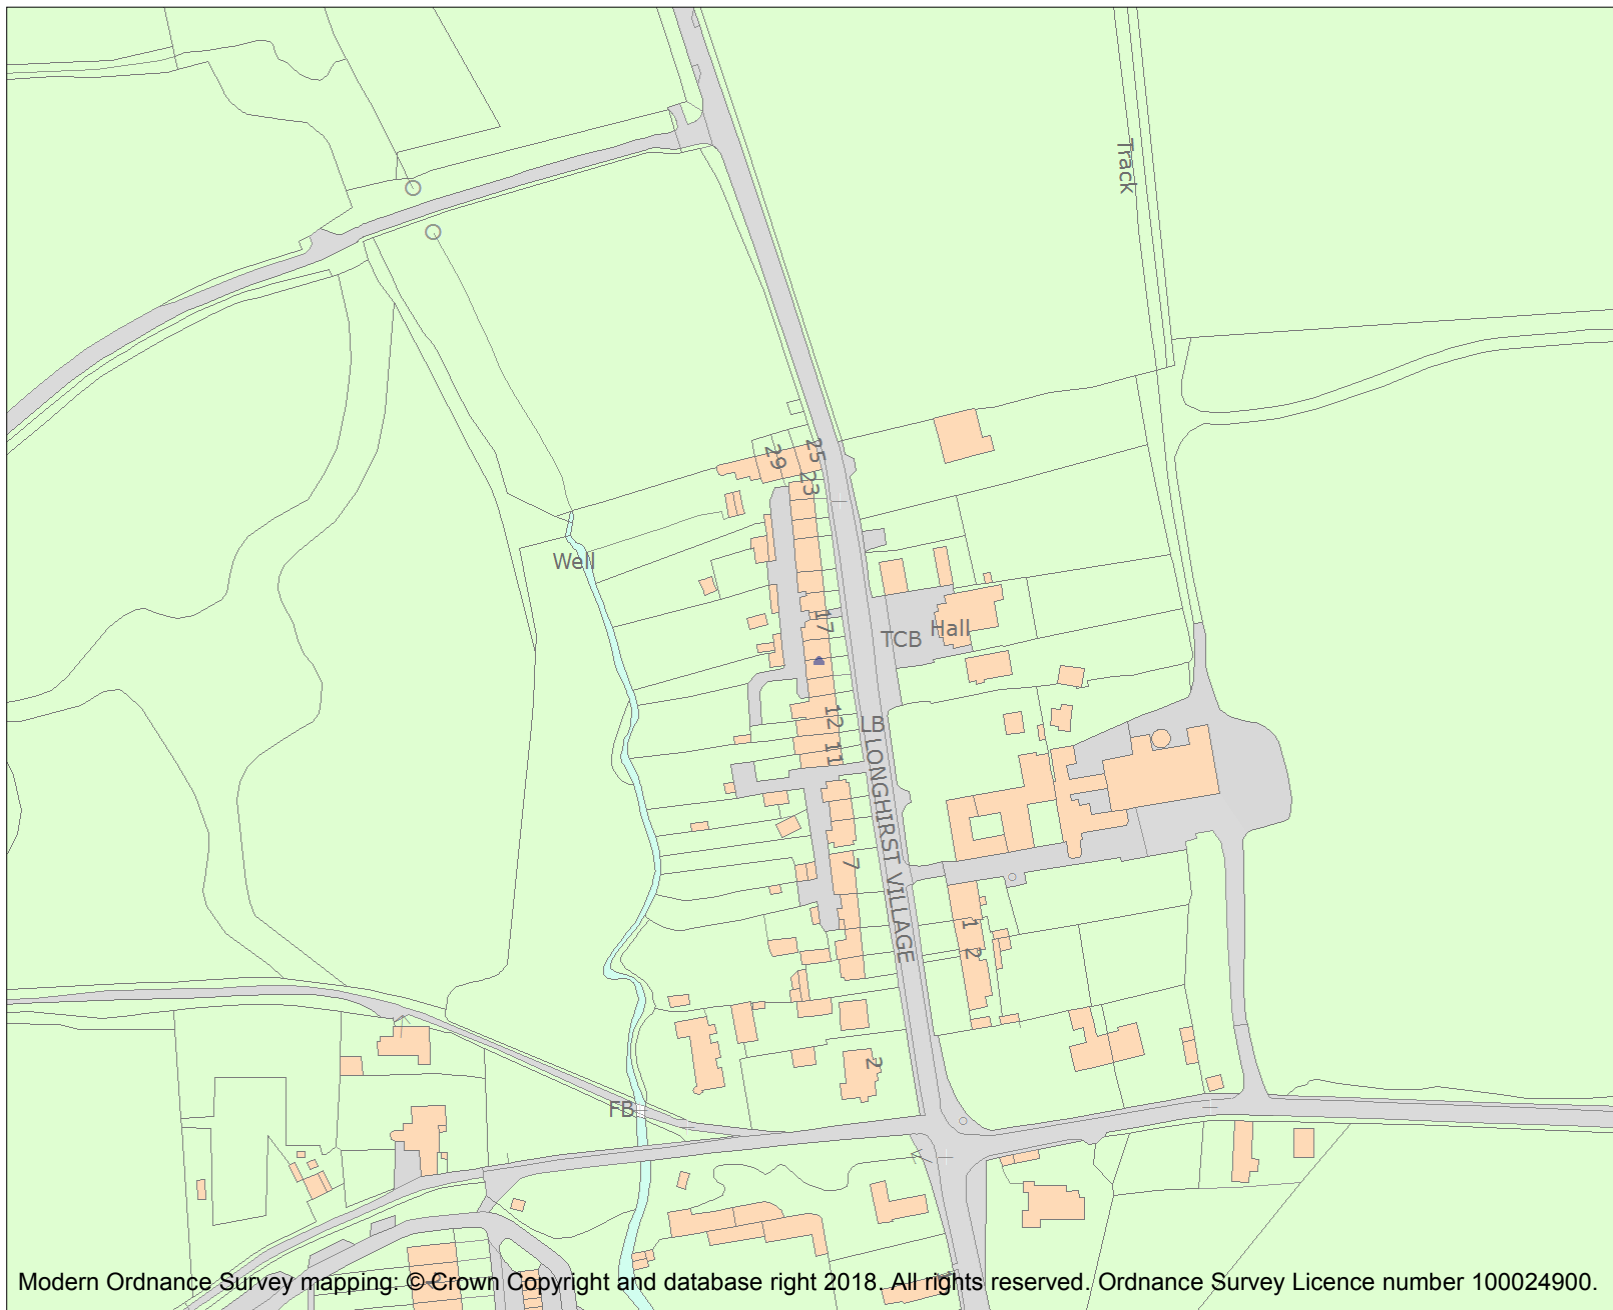 Track
25
29
23
Well
17
Hall
TCB
12
LB
11
LONGHIRST VILLAGE
7
1
2
2
FB
Modern Ordnance Survey mapping: © Crown Copyright and database right 2018. All rights reserved. Ordnance Survey Licence number 100024900.